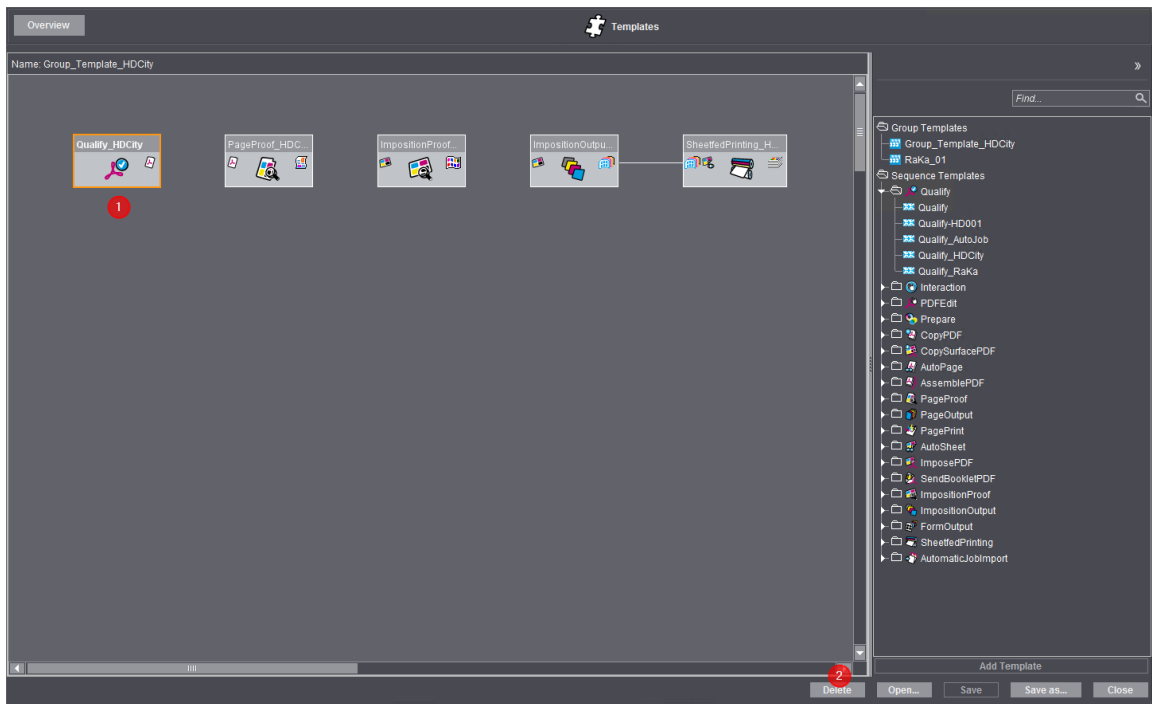 Overview
Templates
Name: Group_Template_HDCity
Qualify_HDCity
PageProof_HDC...
ImpositionProof...
ImpositionOutpu...
SheetfedPrinting_H...
1
»
Find...
Group Templates
Group_Template_HDCity
RaKa_01
Sequence Templates
Qualify
Qualify
Qualify-HD001
Qualify_AutoJob
Qualify_HDCity
Qualify_RaKa
Interaction
PDFEdit
Prepare
CopyPDF
CopySurfacePDF
AutoPage
AssemblePDF
PageProof
PageOutput
PagePrint
AutoSheet
ImposePDF
SendBookletPDF
ImpositionProof
ImpositionOutput
FormOutput
SheetfedPrinting
AutomaticJobImport
Add Template
2
Delete
Open...
Save
Save as...
Close